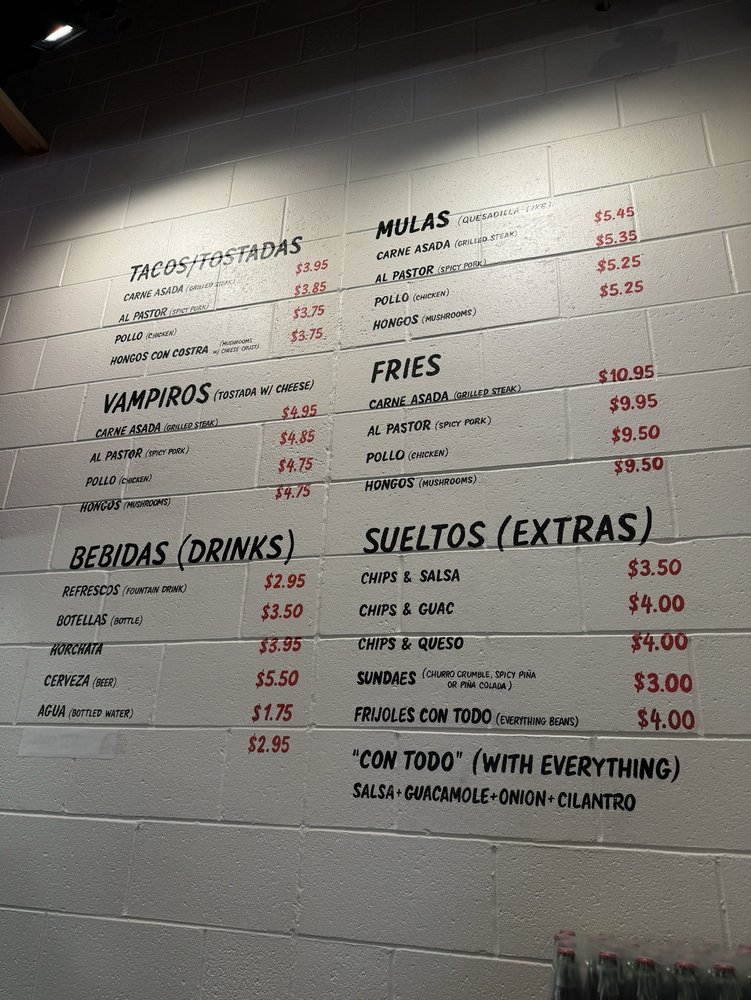 TACOS/TOSTADAS
CARNE ASADA (GRILLED STEAK) $3.95
AL PASTOR (SPICY PORK) $3.85
POLLO (CHICKEN) $3.75
HONGOS CON COSTRA (MUSHROOMS W/ CHEESE CRUST) $3.75
VAMPIROS (TOSTADA W/ CHEESE)
CARNE ASADA (GRILLED STEAK) $4.95
AL PASTOR (SPICY PORK) $4.85
POLLO (CHICKEN) $4.75
HONGOS (MUSHROOMS) $4.75
BEBIDAS (DRINKS)
REFRESCOS (FOUNTAIN DRINK) $2.95
BOTELLAS (BOTTLE) $3.50
HORCHATA $3.95
CERVEZA (BEER) $5.50
AGUA (BOTTLED WATER) $1.75
$2.95
MULAS (QUESADILLA-LIKE)
CARNE ASADA (GRILLED STEAK) $5.45
AL PASTOR (SPICY PORK) $5.35
POLLO (CHICKEN) $5.25
HONGOS (MUSHROOMS) $5.25
FRIES
CARNE ASADA (GRILLED STEAK) $10.95
AL PASTOR (SPICY PORK) $9.95
POLLO (CHICKEN) $9.50
HONGOS (MUSHROOMS) $9.50
SUELTOS (EXTRAS)
CHIPS & SALSA $3.50
CHIPS & GUAC $4.00
CHIPS & QUESO $4.00
SUNDAES (CHURRO CRUMBLE, SPICY PIÑA OR PIÑA COLADA) $3.00
FRIJOLES CON TODO (EVERYTHING BEANS) $4.00
"CON TODO" (WITH EVERYTHING)
SALSA+GUACAMOLE+ONION+CILANTRO